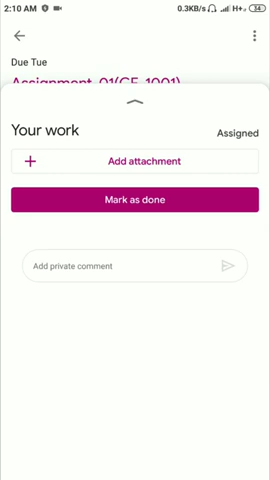 2:10 AM 0.3KB/s H+ 34
Due Tue
Assignment 01(CE-1001)
Your work Assigned
Add attachment
Mark as done
Add private comment